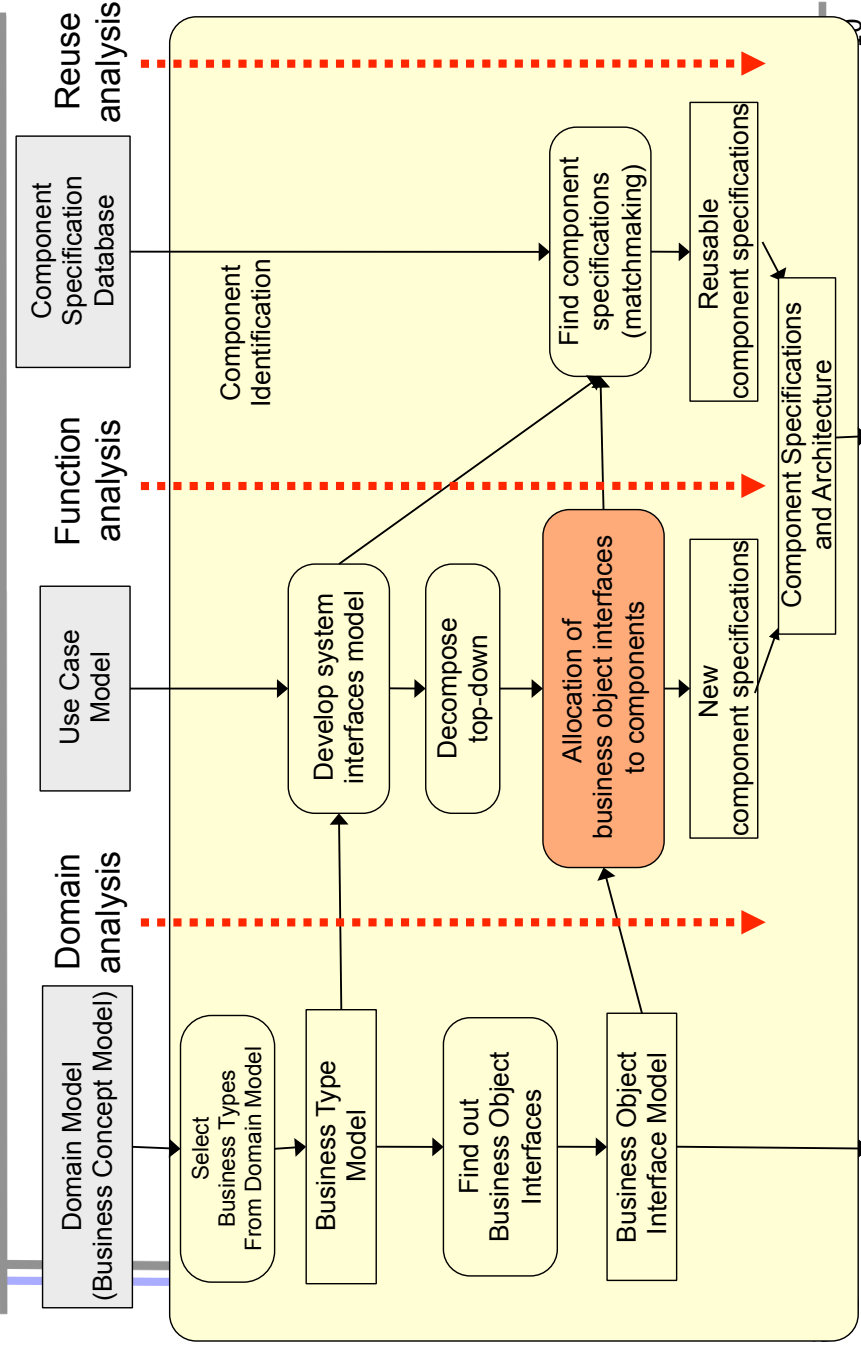 Domain Model
(Business Concept Model)
Domain
analysis
Use Case
Model
Function
analysis
Component
Specification
Database
Reuse
analysis
Select
Business Types
From Domain Model
Component
Identification
Business Type
Model
Develop system
interfaces model
Decompose
top-down
Find out
Business Object
Interfaces
Allocation of
business object interfaces
to components
Find component
specifications
(matchmaking)
Business Object
Interface Model
New
component specifications
Reusable
component specifications
Component Specifications
and Architecture